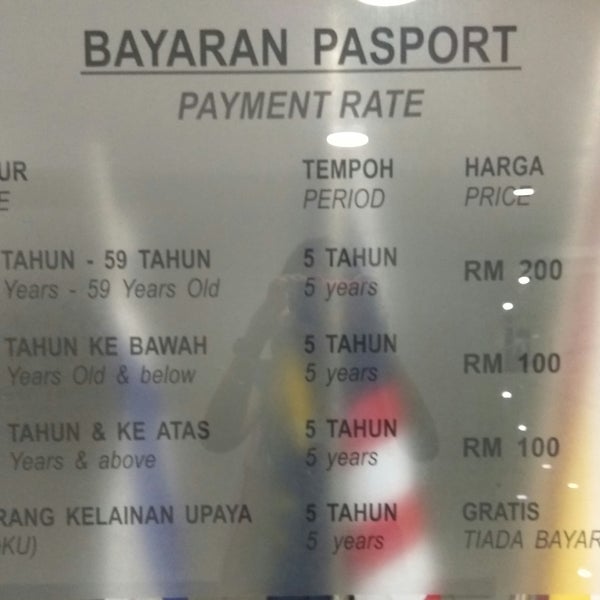 BAYARAN PASPORT
PAYMENT RATE
UR TEMPOH HARGA
E PERIOD PRICE
TAHUN - 59 TAHUN 5 TAHUN RM 200
Years - 59 Years Old 5 years
TAHUN KE BAWAH 5 TAHUN RM 100
Years Old & below 5 years
TAHUN & KE ATAS 5 TAHUN RM 100
Years & above 5 years
RANG KELAINAN UPAYA 5 TAHUN GRATIS
OKU) 5 years TIADA BAYAR